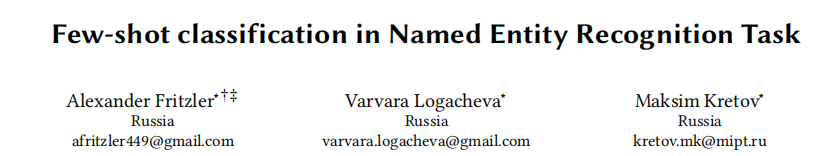 Few-shot classification in Named Entity Recognition Task
Alexander Fritzler⋆†‡
Russia
afritzler449@gmail.com
Varvara Logacheva⋆
Russia
varvara.logacheva@gmail.com
Maksim Kretov⋆
Russia
kretov.mk@mipt.ru